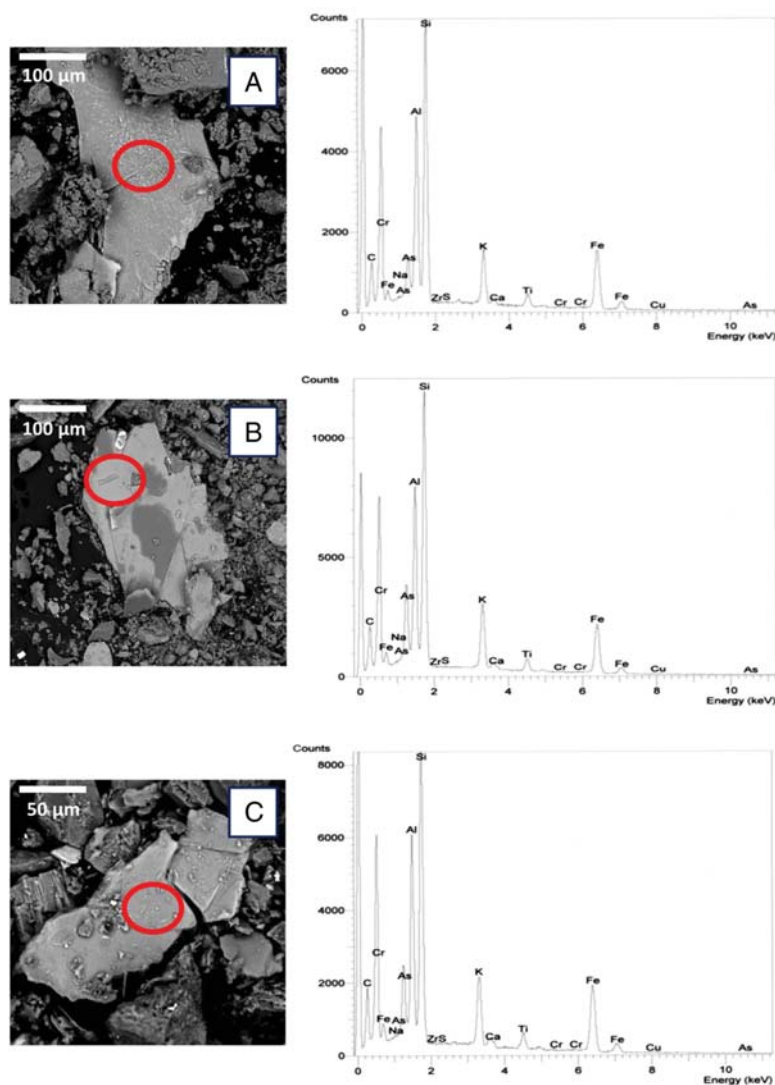 100 µm
A
Counts
Si
6000
Al
4000
Cr
2000
As
K
Fe
C
Na
Fe
As
Ti
ZrS
Ca
Cr
Cr
Fe
Cu
As
0
0
2
4
6
8
10
Energy (keV)
100 µm
B
Counts
Si
10000
Al
5000
Cr
As
K
C
Na
Fe
Fe
As
Ti
ZrS
Ca
Cr
Cr
Fe
Cu
As
0
0
2
4
6
8
10
Energy (keV)
50 µm
C
Counts
8000
Si
6000
Al
4000
Cr
As
K
2000
C
Fe
Fe
As
Na
Ti
ZrS
Ca
Cr
Cr
Fe
Cu
As
0
0
2
4
6
8
10
Energy (keV)